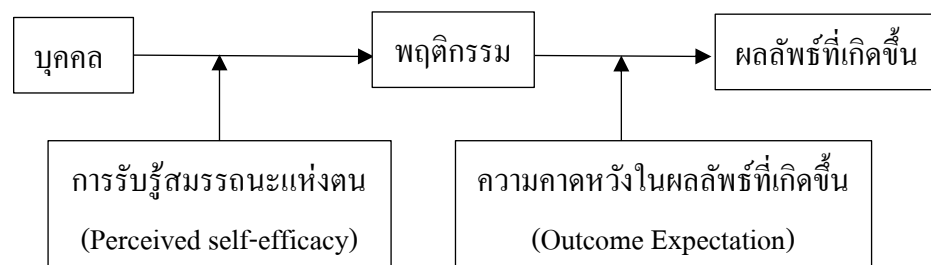 บุคคล
พฤติกรรม
ผลลัพธ์ที่เกิดขึ้น
การรับรู้สมรรถนะแห่งตน
(Perceived self-efficacy)
ความคาดหวังในผลลัพธ์ที่เกิดขึ้น
(Outcome Expectation)